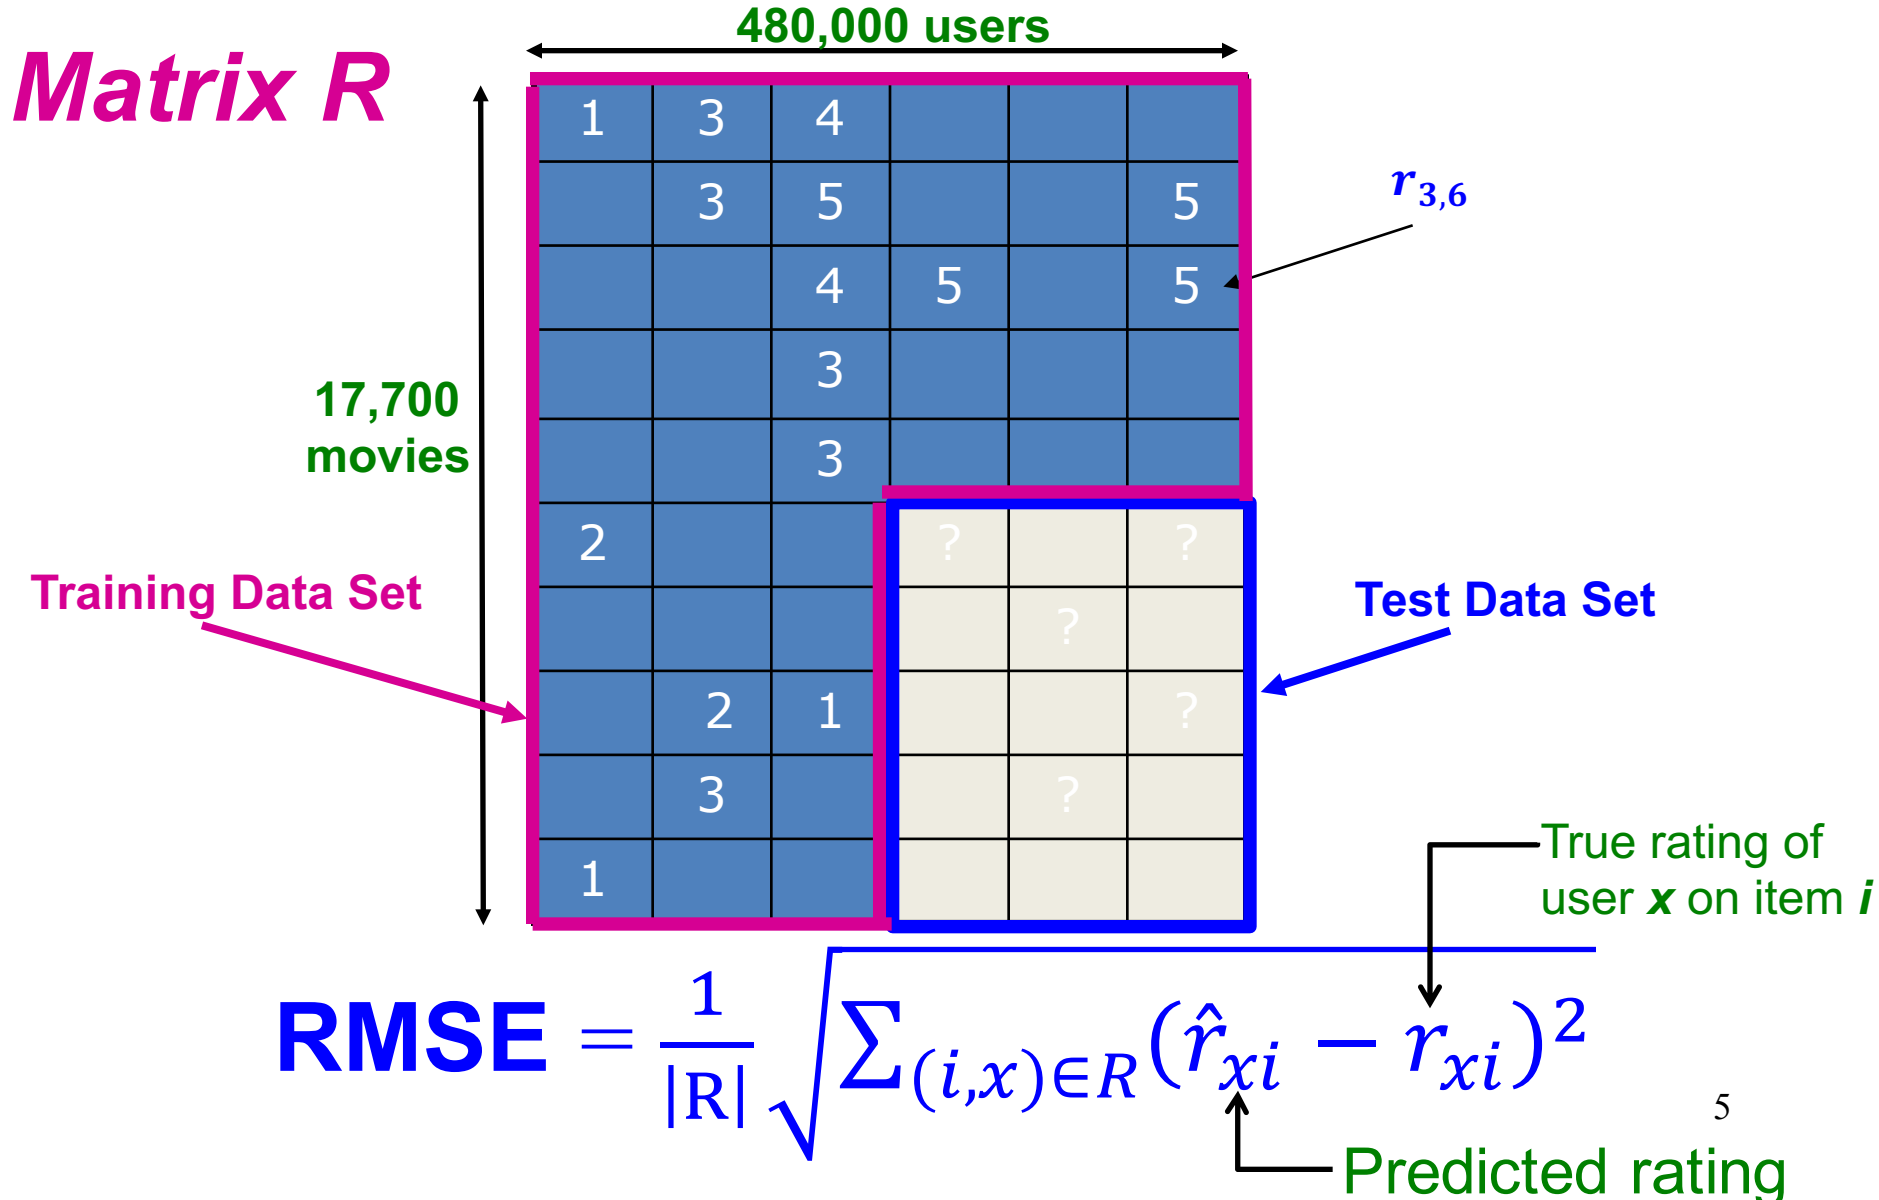 480,000 users
Matrix R
1 3 4
3 5 5
r3,6
4 5 5
3
17,700
movies
3
2 ? ?
Training Data Set
Test Data Set
?
2 1 ?
3 ?
True rating of
user x on item i
1
RMSE = 1/|R| √∑(i,x)∈R(r̂xi − rxi)²
5
Predicted rating